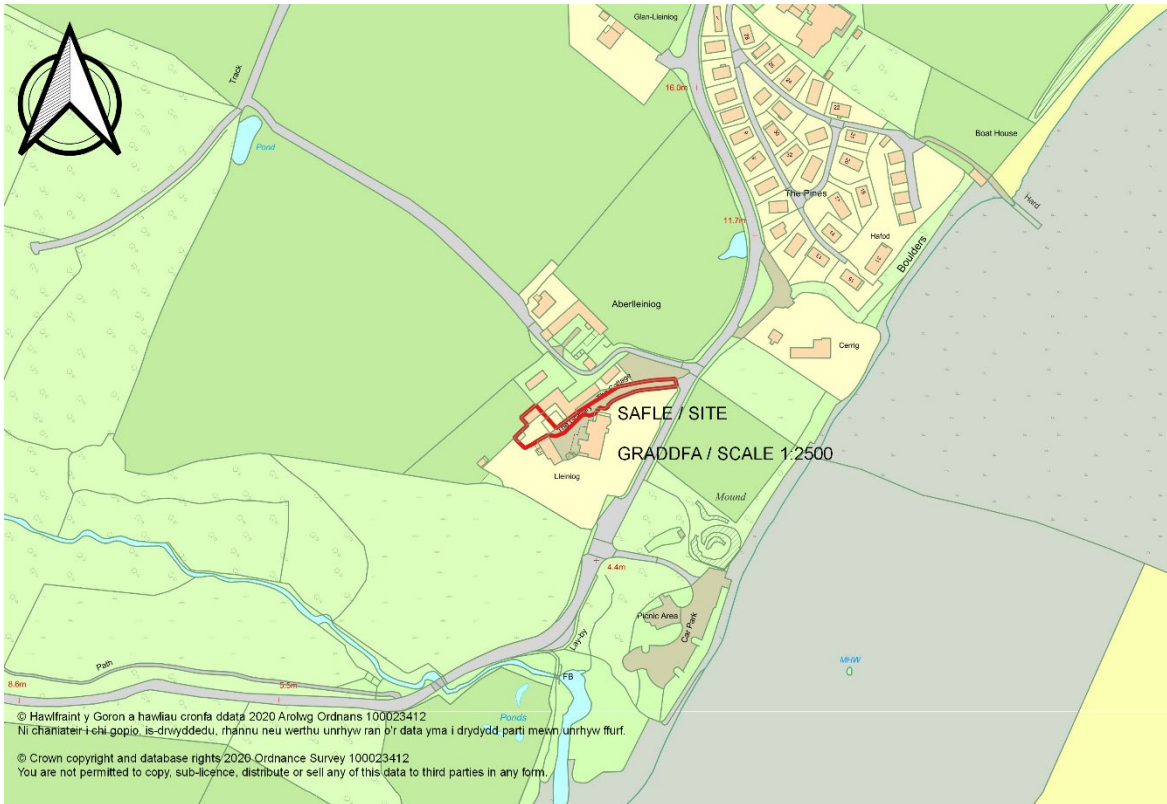 Glan-Lleiniog
Track
16.0m
Pond
Boat House
The Pines
Hard
11.7m
Hafod
Boulders
Aberlleiniog
Cerrig
SAFLE / SITE
GRADDFA / SCALE 1:2500
Lleiniog
Mound
4.4m
Picnic Area
Car Park
Lay-by
MHW
Path
FB
8.6m
5.5m
Ponds
© Hawlfraint y Goron a hawliau cronfa ddata 2020 Arolwg Ordnans 100023412
Ni chaniateir i chi gopio, is-drwyddedu, rhannu neu werthu unrhyw ran o'r data yma i drydydd parti mewn unrhyw ffurf.
© Crown copyright and database rights 2020 Ordnance Survey 100023412
You are not permitted to copy, sub-licence, distribute or sell any of this data to third parties in any form.